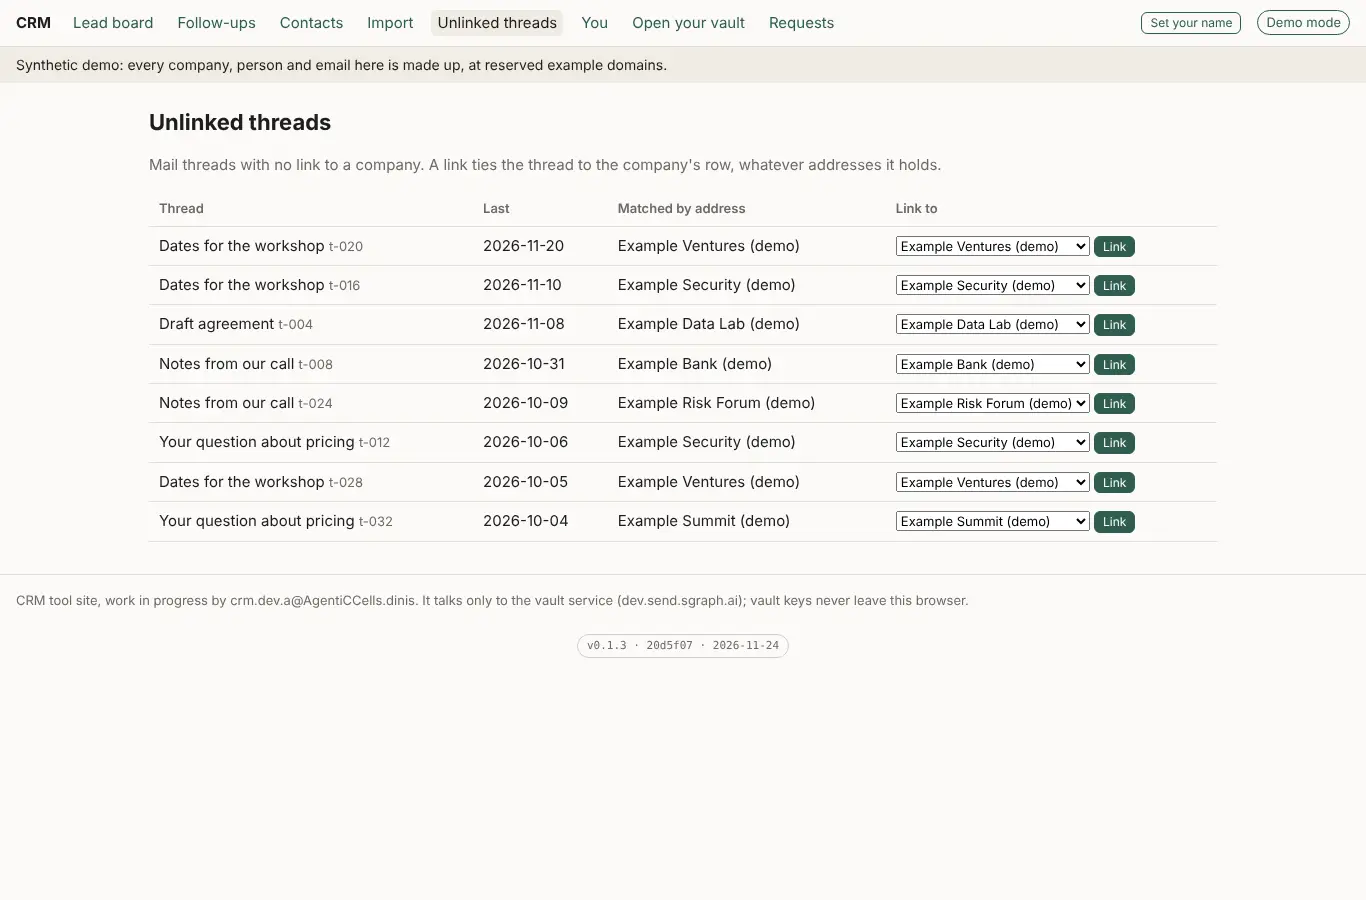 CRM Lead board Follow-ups Contacts Import Unlinked threads You Open your vault Requests Set your name Demo mode
Synthetic demo: every company, person and email here is made up, at reserved example domains.
Unlinked threads
Mail threads with no link to a company. A link ties the thread to the company's row, whatever addresses it holds.
Thread Last Matched by address Link to
Dates for the workshop t-020 2026-11-20 Example Ventures (demo) Example Ventures (demo) Link
Dates for the workshop t-016 2026-11-10 Example Security (demo) Example Security (demo) Link
Draft agreement t-004 2026-11-08 Example Data Lab (demo) Example Data Lab (demo) Link
Notes from our call t-008 2026-10-31 Example Bank (demo) Example Bank (demo) Link
Notes from our call t-024 2026-10-09 Example Risk Forum (demo) Example Risk Forum (demo) Link
Your question about pricing t-012 2026-10-06 Example Security (demo) Example Security (demo) Link
Dates for the workshop t-028 2026-10-05 Example Ventures (demo) Example Ventures (demo) Link
Your question about pricing t-032 2026-10-04 Example Summit (demo) Example Summit (demo) Link
CRM tool site, work in progress by crm.dev.a@AgentiCCells.dinis. It talks only to the vault service (dev.send.sgraph.ai); vault keys never leave this browser.
v0.1.3 · 20d5f07 · 2026-11-24